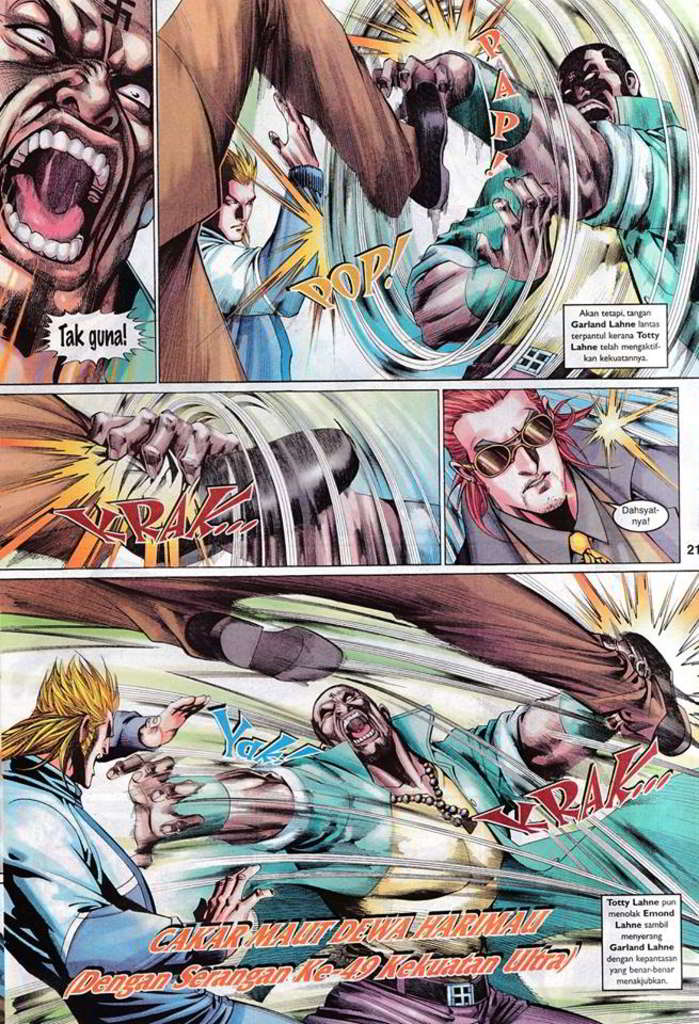 Tak guna!
PRAP!
POP!
Akan tetapi, tangan
Garland Lahne lantas
terpantul kerana Totty
Lahne telah mengaktif-
kan kekuatannya.
KRAK...
Dahsyat-
nya!
21
Yak!
KRAK...
CAKAR MAUT DEWA HARIMAU
(Dengan Serangan Ke-49 Kekuatan Ultra)
Totty Lahne pun
menolak Emond
Lahne sambil
menyerang
Garland Lahne
dengan kepantasan
yang benar-benar
menakjubkan.